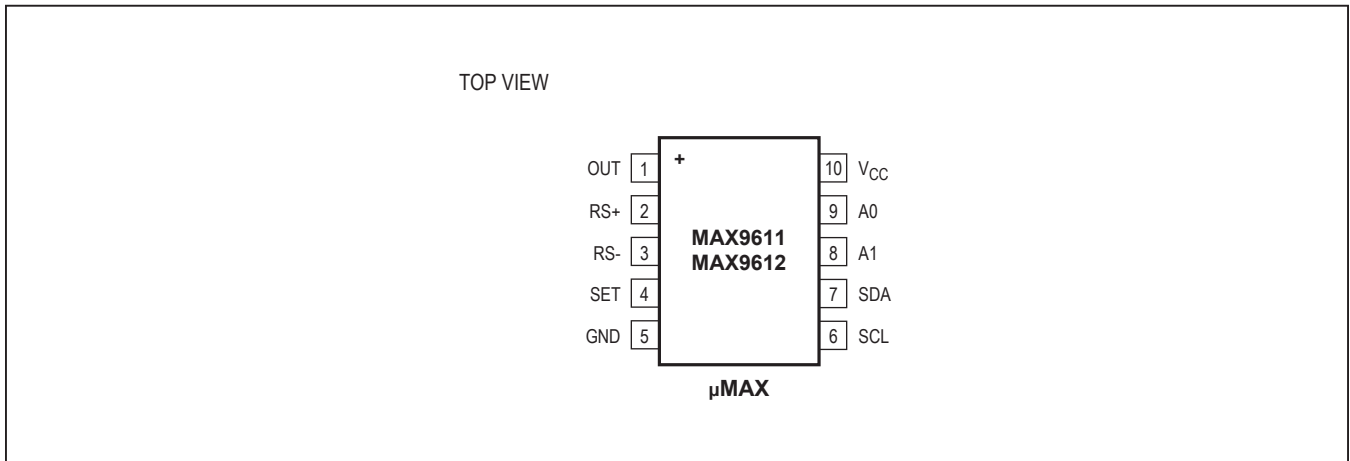 TOP VIEW
OUT 1 + 10 VCC
RS+ 2 9 A0
MAX9611
RS- 3 8 A1
MAX9612
SET 4 7 SDA
GND 5 6 SCL
µMAX